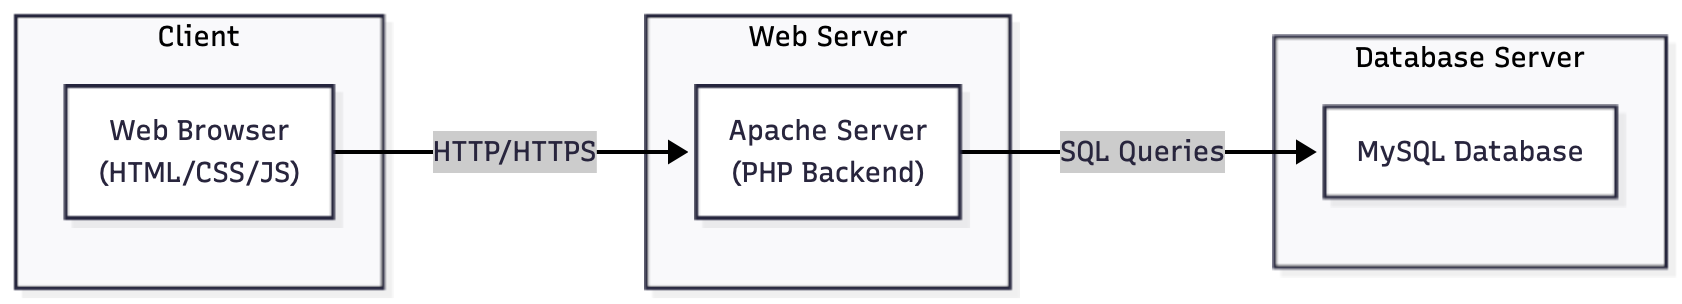 Client
Web Browser
(HTML/CSS/JS)
HTTP/HTTPS
Web Server
Apache Server
(PHP Backend)
SQL Queries
Database Server
MySQL Database